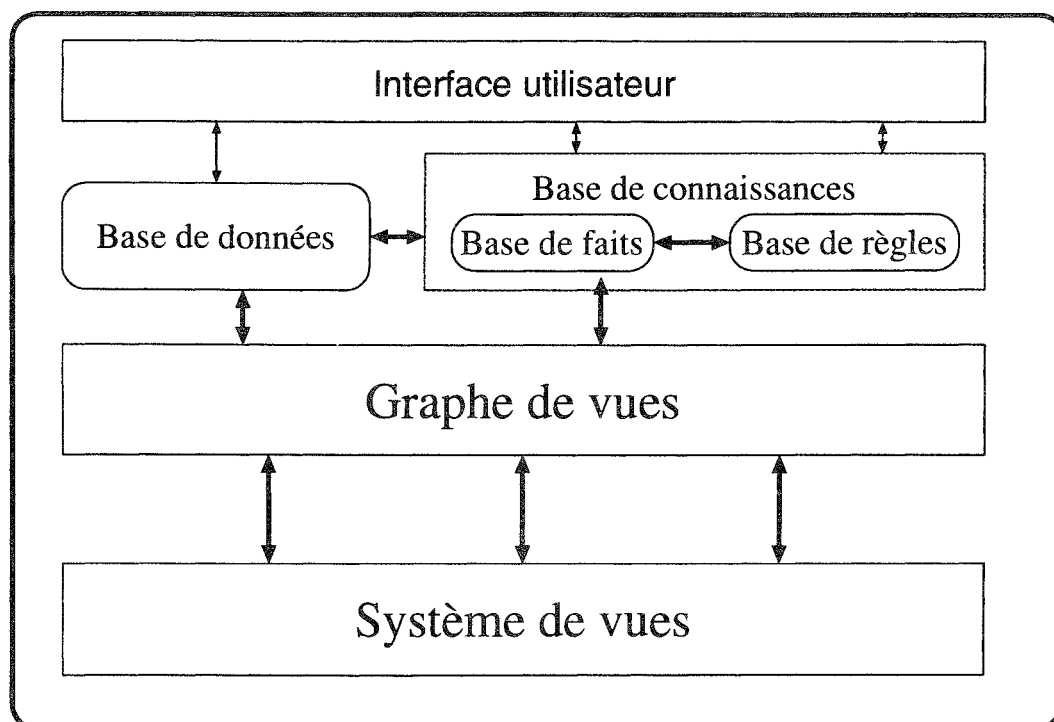 Interface utilisateur
Base de connaissances
Base de données
Base de faits
Base de règles
Graphe de vues
Système de vues